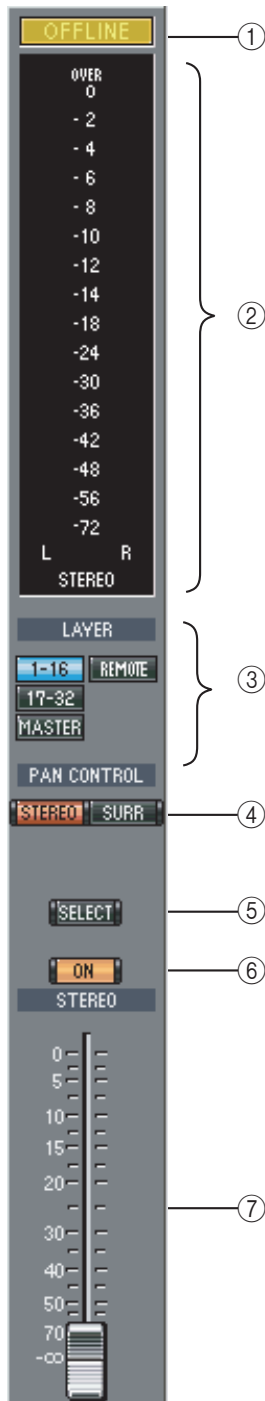 OFFLINE ①
OVER
0
- 2
- 4
- 6
- 8
-10
-12
-14
-18 ②
-24
-30
-36
-42
-48
-56
-72
L R
STEREO
LAYER
1-16 REMOTE ③
17-32
MASTER
PAN CONTROL
STEREO SURR ④
SELECT ⑤
ON ⑥
STEREO
0
5
10
15
20
⑦
30
40
50
70
-∞